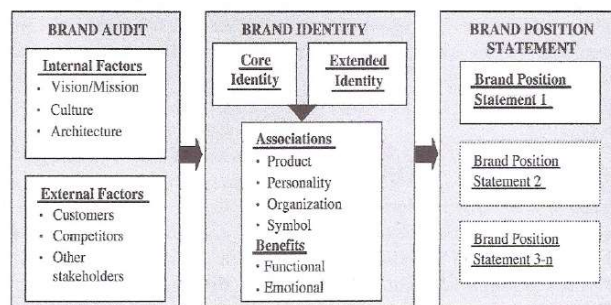 BRAND AUDIT
Internal Factors
• Vision/Mission
• Culture
• Architecture
External Factors
• Customers
• Competitors
• Other
stakeholders
BRAND IDENTITY
Core
Identity
Extended
Identity
Associations
• Product
• Personality
• Organization
• Symbol
Benefits
• Functional
• Emotional
BRAND POSITION
STATEMENT
Brand Position
Statement 1
Brand Position
Statement 2
Brand Position
Statement 3-n